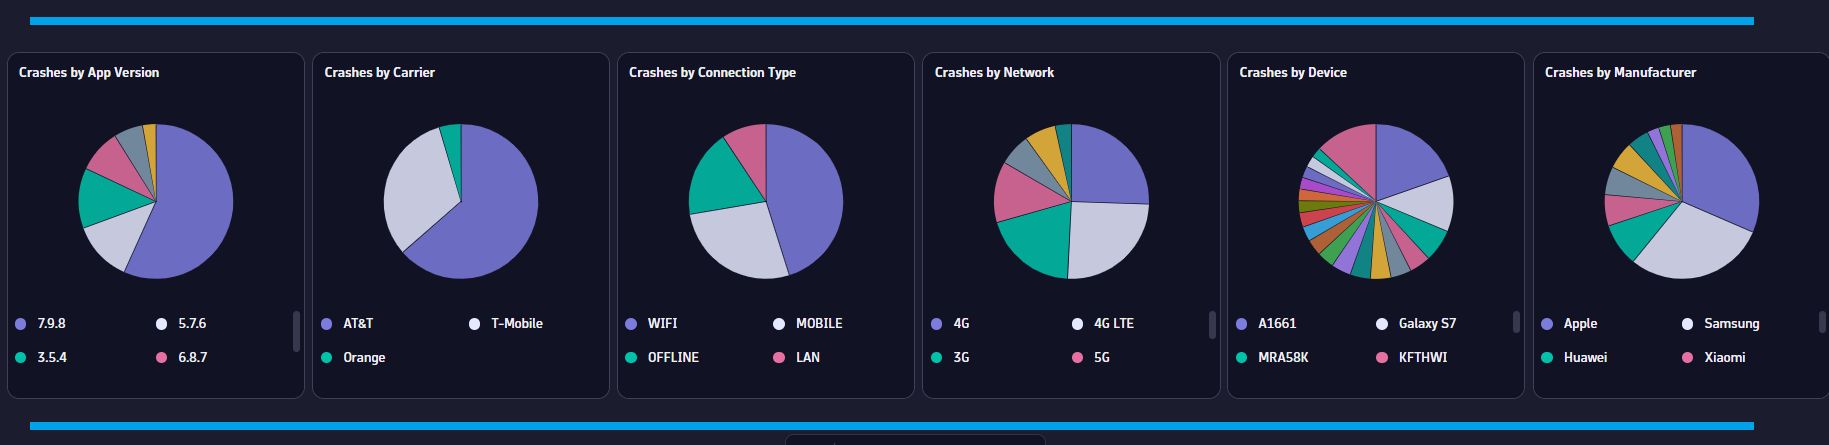 Crashes by App Version
7.9.8
5.7.6
3.5.4
6.8.7
Crashes by Carrier
AT&T
T-Mobile
Orange
Crashes by Connection Type
WIFI
MOBILE
OFFLINE
LAN
Crashes by Network
4G
4G LTE
3G
5G
Crashes by Device
A1661
Galaxy S7
MRA58K
KFTHWI
Crashes by Manufacturer
Apple
Samsung
Huawei
Xiaomi